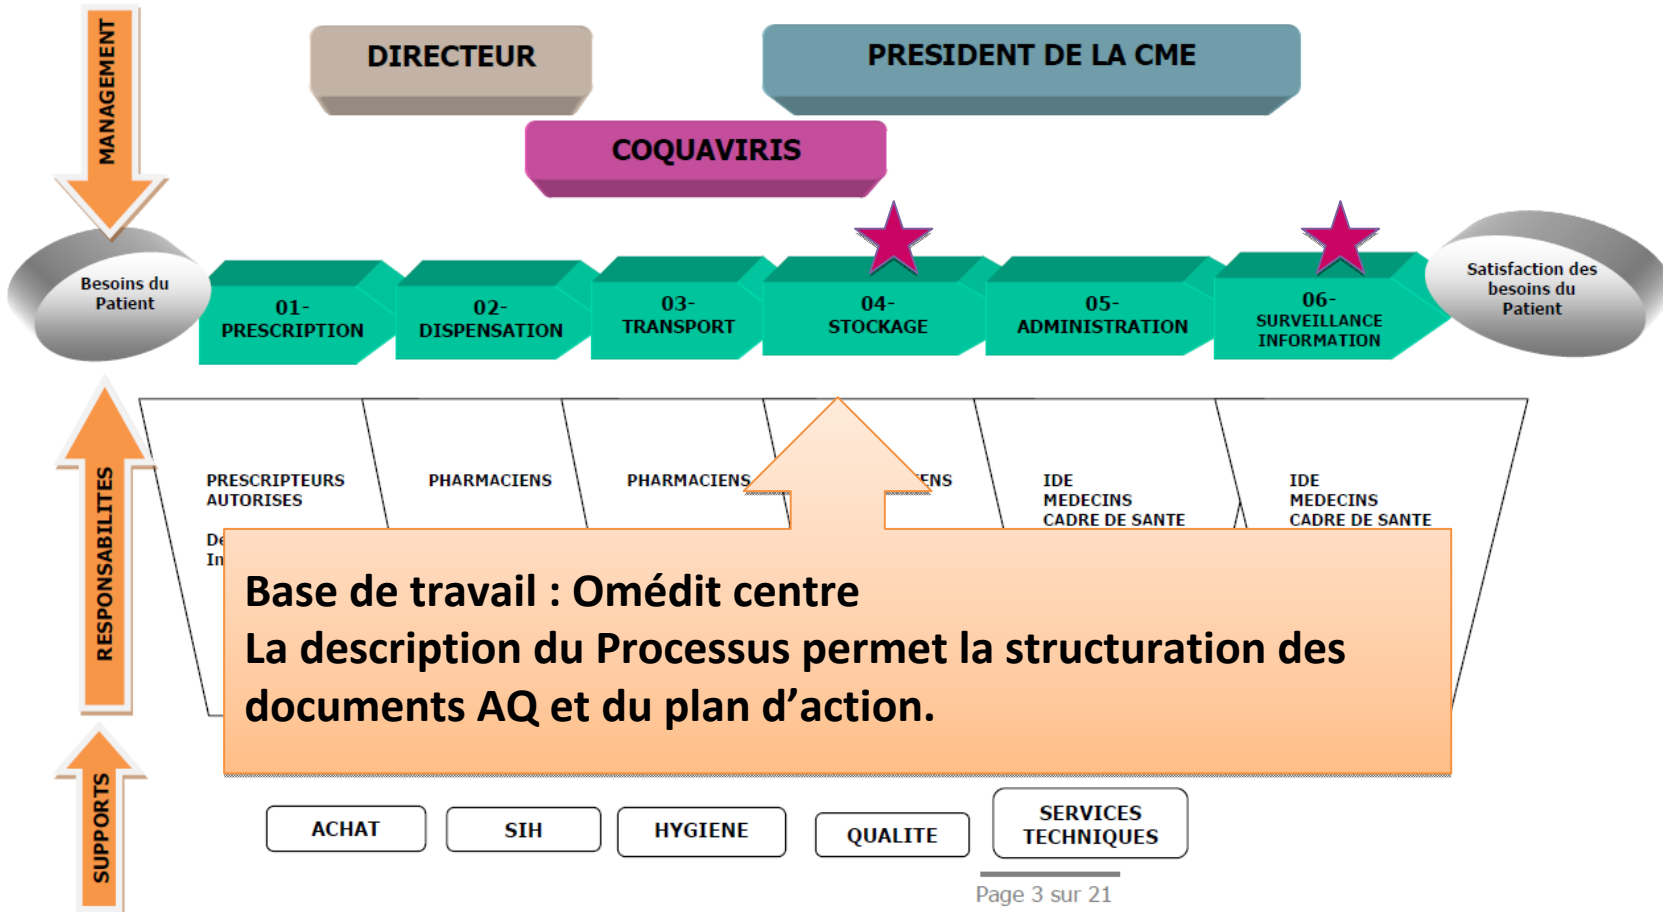 MANAGEMENT
DIRECTEUR
PRESIDENT DE LA CME
COQUAVIRIS
Besoins du
Patient
01-
PRESCRIPTION
02-
DISPENSATION
03-
TRANSPORT
04-
STOCKAGE
05-
ADMINISTRATION
06-
SURVEILLANCE
INFORMATION
Satisfaction des
besoins du
Patient
RESPONSABILITES
PRESCRIPTEURS
AUTORISES
PHARMACIENS
PHARMACIENS
IDE
MEDECINS
CADRE DE SANTE
IDE
MEDECINS
CADRE DE SANTE
Base de travail : Omédit centre
La description du Processus permet la structuration des
documents AQ et du plan d’action.
SUPPORTS
ACHAT
SIH
HYGIENE
QUALITE
SERVICES
TECHNIQUES
Page 3 sur 21